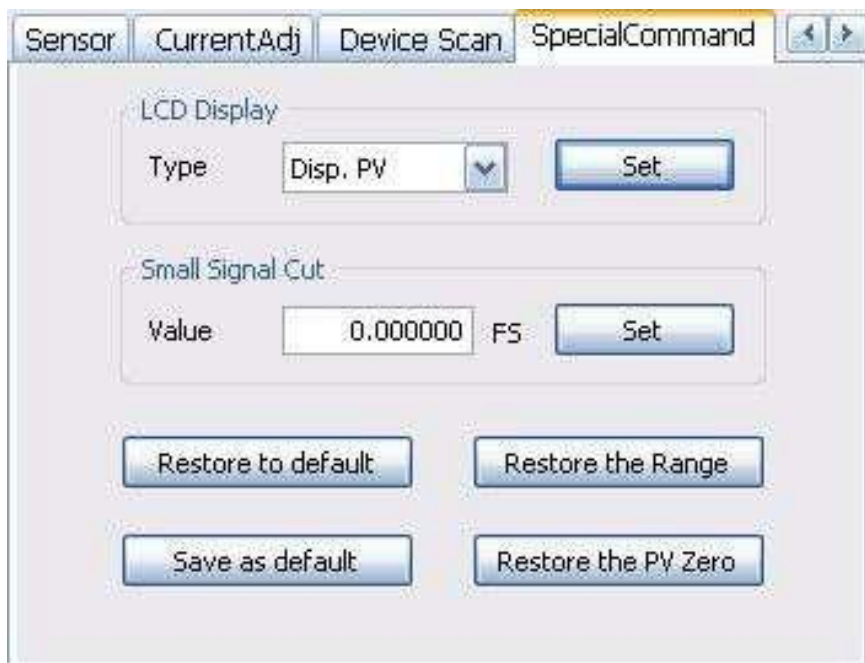 Sensor CurrentAdj Device Scan SpecialCommand
LCD Display
Type Disp. PV Set
Small Signal Cut
Value 0.000000 FS Set
Restore to default Restore the Range
Save as default Restore the PV Zero